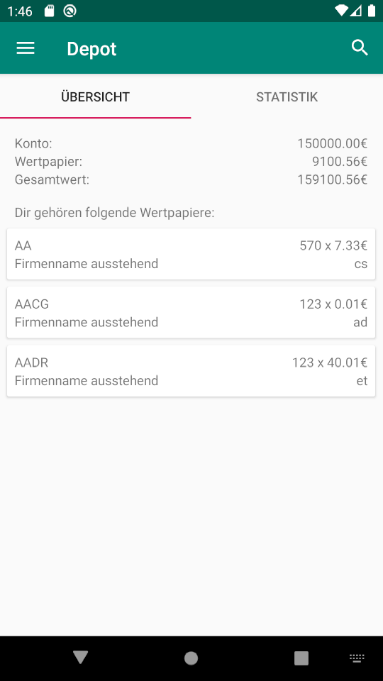 1:46
Depot
ÜBERSICHT STATISTIK
Konto: 150000.00€
Wertpapier: 9100.56€
Gesamtwert: 159100.56€
Dir gehören folgende Wertpapiere:
AA 570 x 7.33€
Firmenname ausstehend cs
AACG 123 x 0.01€
Firmenname ausstehend ad
AADR 123 x 40.01€
Firmenname ausstehend et